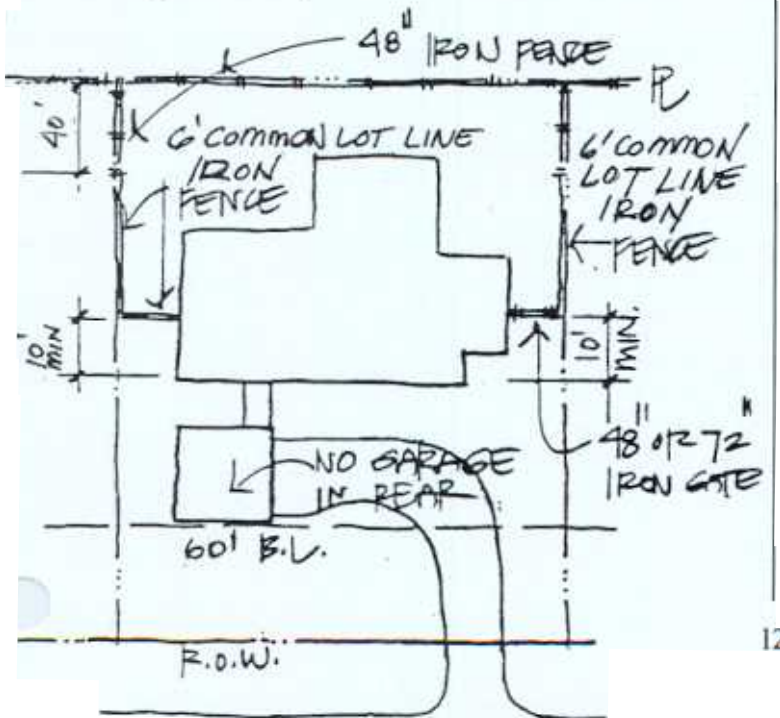 48" IRON FENCE
PL
40'
6' COMMON LOT LINE
IRON
FENCE
6' COMMON
LOT LINE
IRON
FENCE
10'
MIN
10'
MIN.
48" OR 72"
IRON GATE
NO GARAGE
IN REAR
60' B.L.
R.O.W.
12